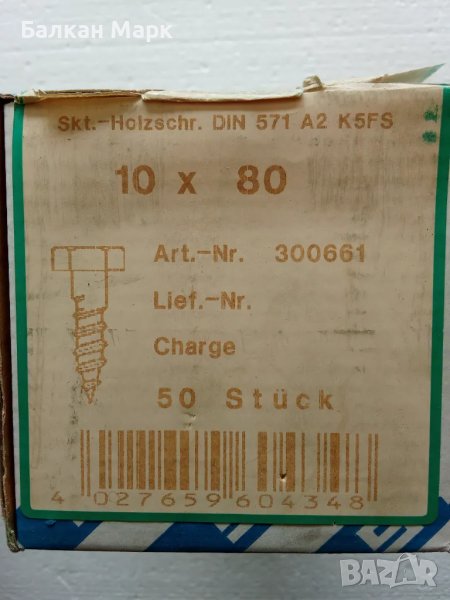 Балкан Марк
Skt.-Holzschr. DIN 571 A2 K5FS
10 x 80
Art.-Nr. 300661
Lief.-Nr.
Charge
50 Stück
4 027659 604348
BAZAR